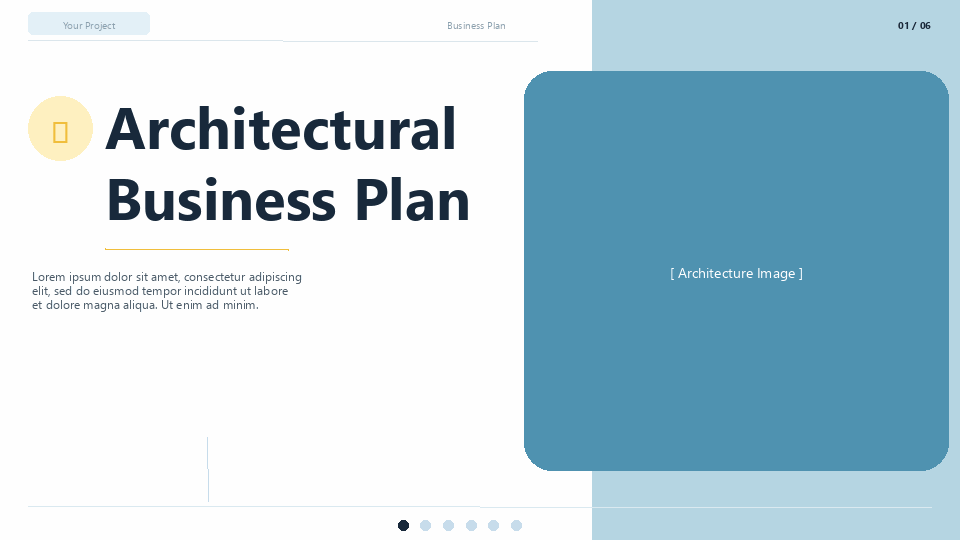 Your Project
Business Plan
01 / 06
Architectural
Business Plan
Lorem ipsum dolor sit amet, consectetur adipiscing
elit, sed do eiusmod tempor incididunt ut labore
et dolore magna aliqua. Ut enim ad minim.
[ Architecture Image ]